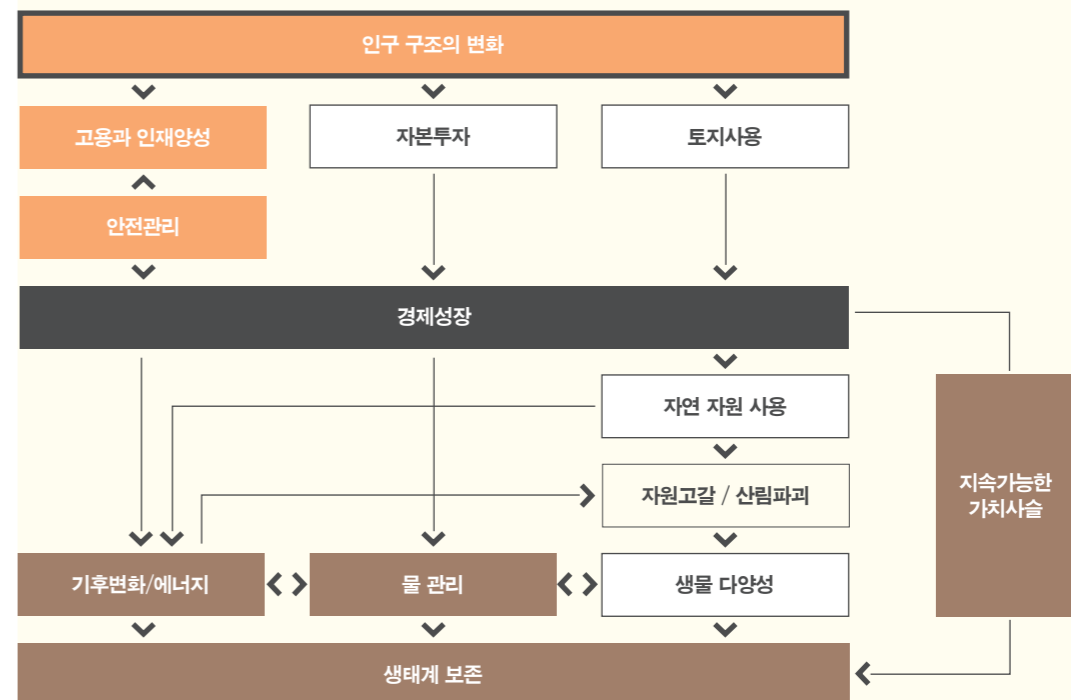 인구 구조의 변화
고용과 인재양성
자본투자
토지사용
안전관리
경제성장
자연 자원 사용
자원고갈 / 산림파괴
지속가능한
가치사슬
기후변화/에너지
물 관리
생물 다양성
생태계 보존